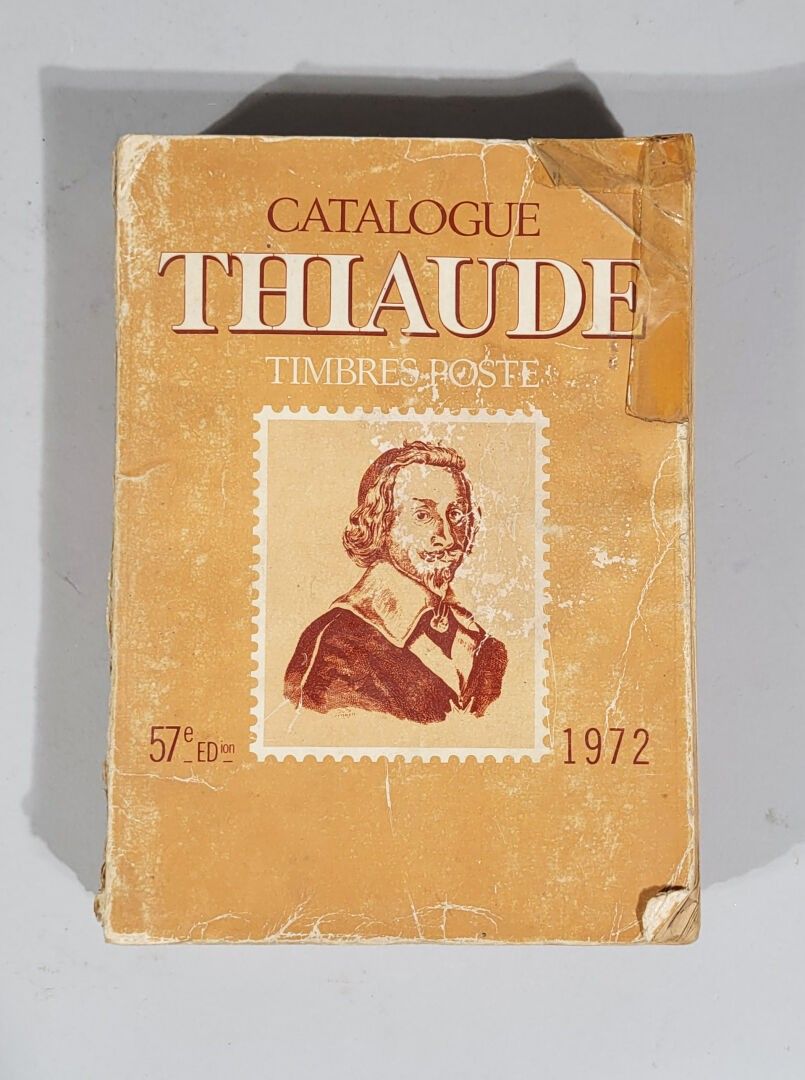 CATALOGUE
THIAUDE
TIMBRES-POSTE
57e EDion
1972